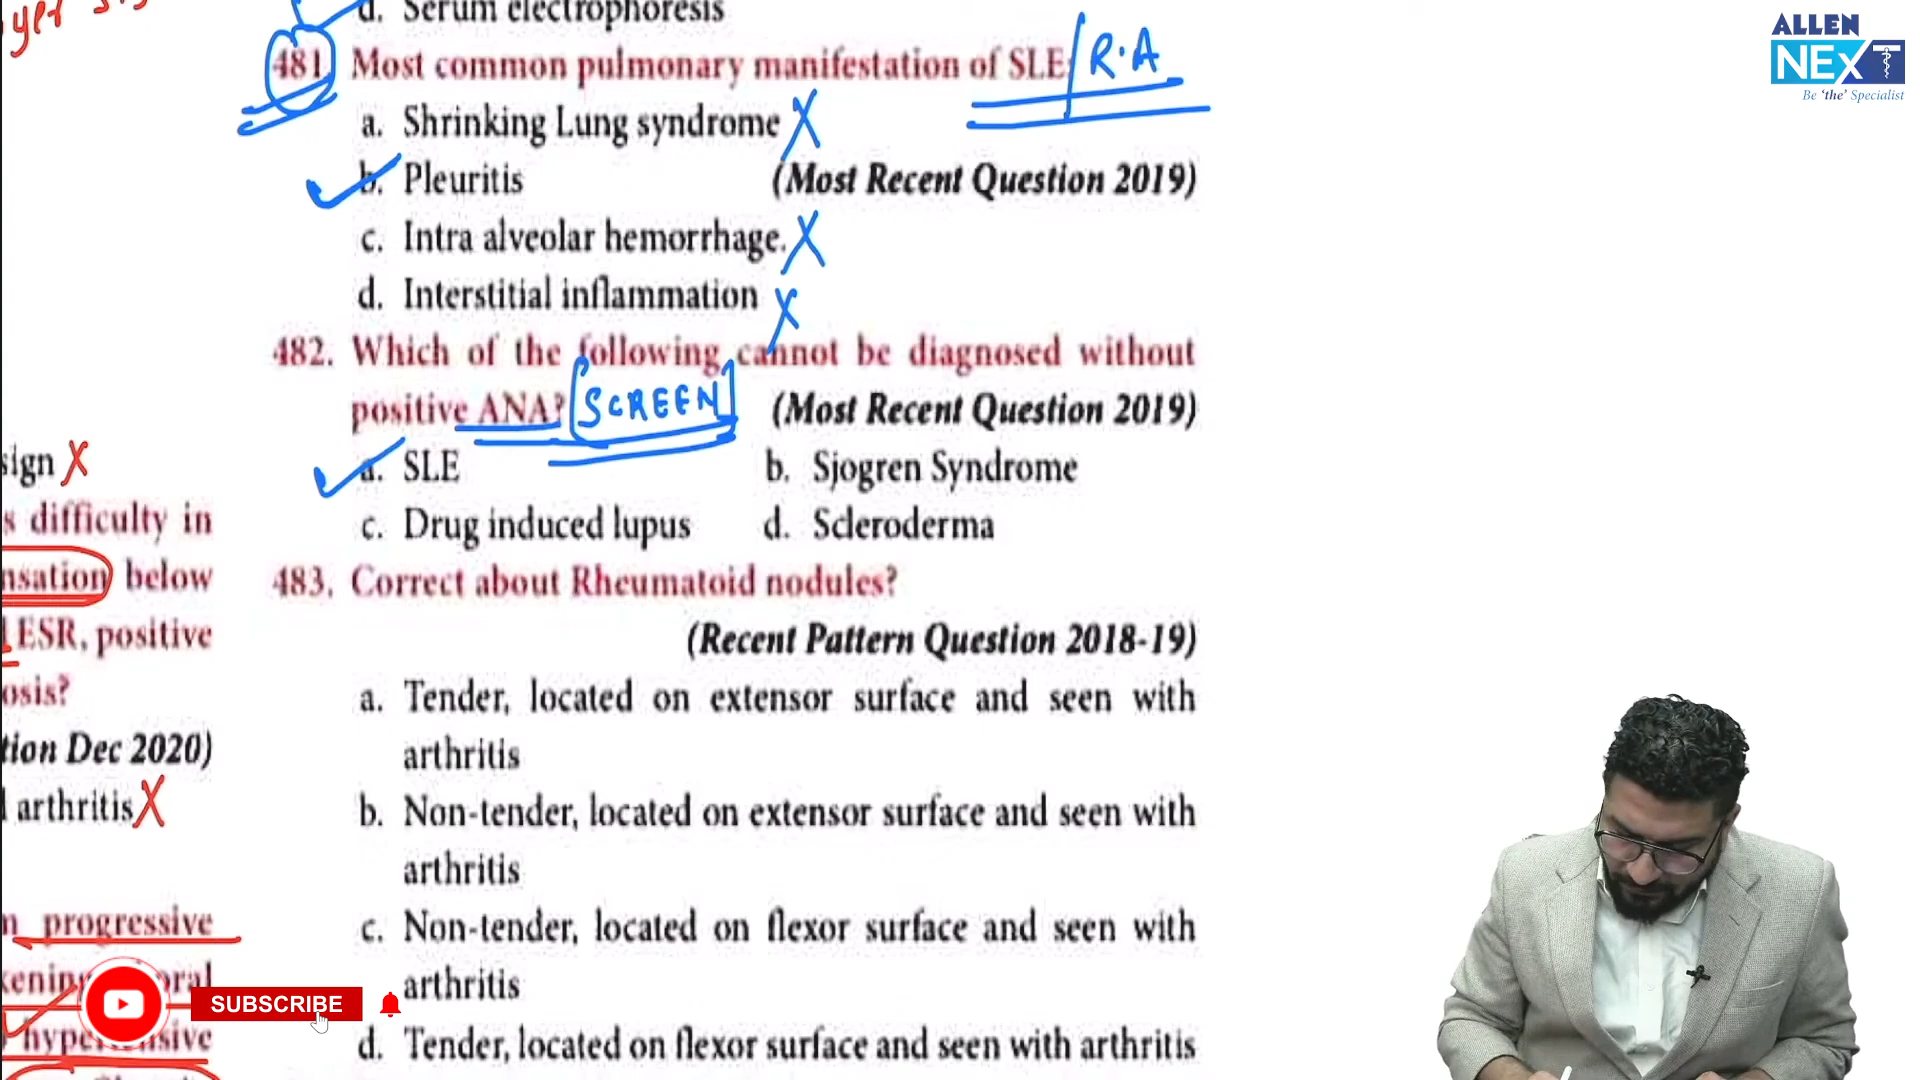 yer
d. Serum electrophoresis
481. Most common pulmonary manifestation of SLE: R.A
a. Shrinking Lung syndrome X
b. Pleuritis (Most Recent Question 2019)
c. Intra alveolar hemorrhage. X
d. Interstitial inflammation X
482. Which of the following cannot be diagnosed without
positive ANA? [SCREEN] (Most Recent Question 2019)
a. SLE b. Sjogren Syndrome
c. Drug induced lupus d. Scleroderma
483. Correct about Rheumatoid nodules?
(Recent Pattern Question 2018-19)
a. Tender, located on extensor surface and seen with
arthritis
b. Non-tender, located on extensor surface and seen with
arthritis
c. Non-tender, located on flexor surface and seen with
arthritis
d. Tender, located on flexor surface and seen with arthritis
sign X
s difficulty in
nsation below
ESR, positive
osis?
tion Dec 2020)
arthritis X
progressive
oral
SUBSCRIBE
ALLEN
NEXT
Be 'the' Specialist